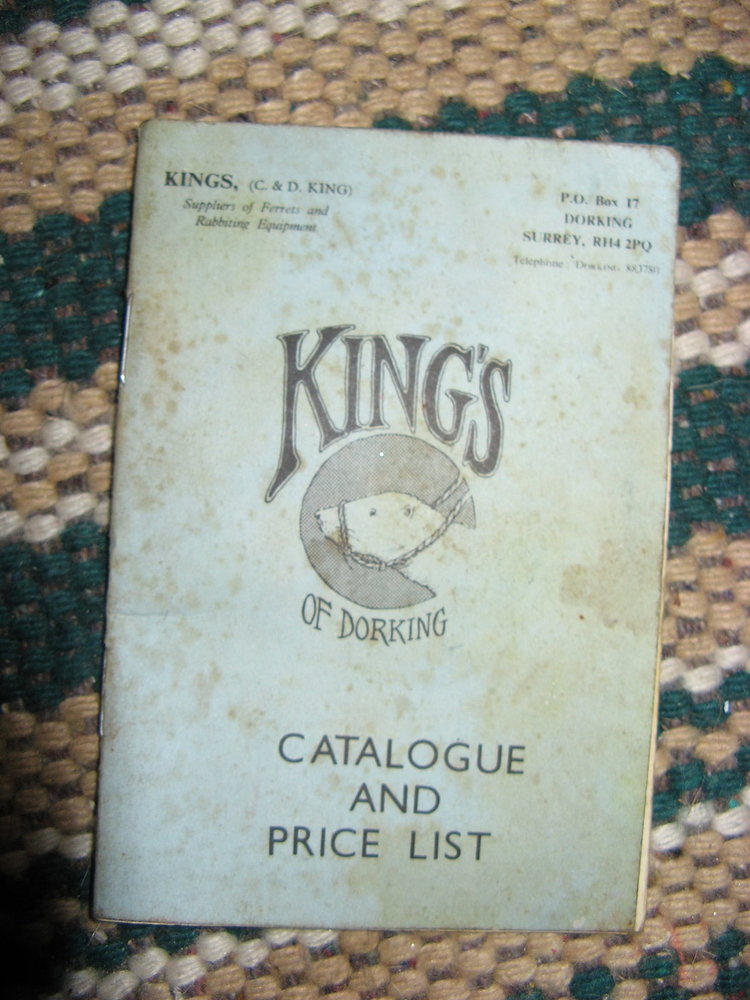 KINGS, (C. & D. KING)
Suppliers of Ferrets and
Rabbiting Equipment
P.O. Box 17
DORKING
SURREY, RH4 2PQ
Telephone: DORKING 883780
KING'S
OF DORKING
CATALOGUE
AND
PRICE LIST